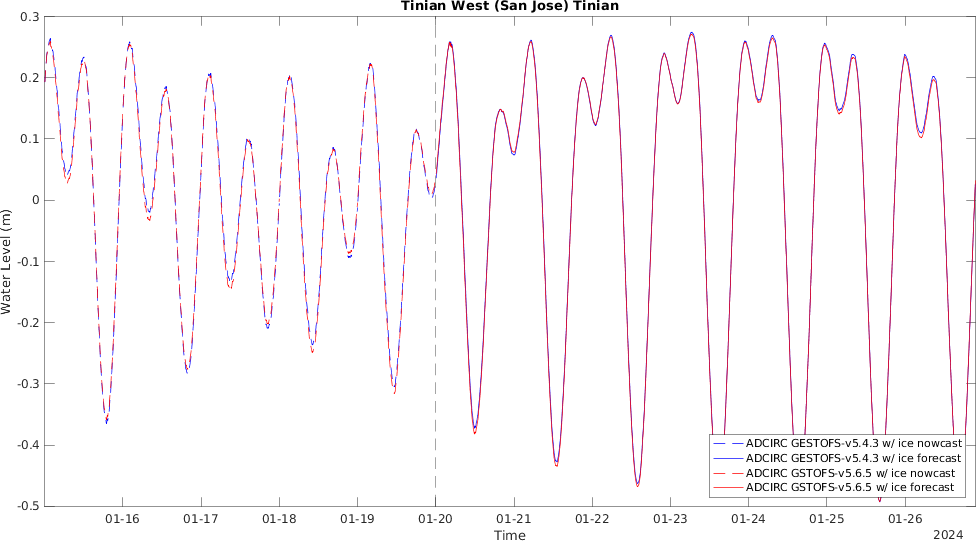 Tinian West (San Jose) Tinian
0.3
0.2
0.1
0
-0.1
-0.2
-0.3
-0.4
-0.5
Water Level (m)
ADCIRC GESTOFS-v5.4.3 w/ ice nowcast
ADCIRC GESTOFS-v5.4.3 w/ ice forecast
ADCIRC GSTOFS-v5.6.5 w/ ice nowcast
ADCIRC GSTOFS-v5.6.5 w/ ice forecast
01-16 01-17 01-18 01-19 01-20 01-21 01-22 01-23 01-24 01-25 01-26
Time
2024